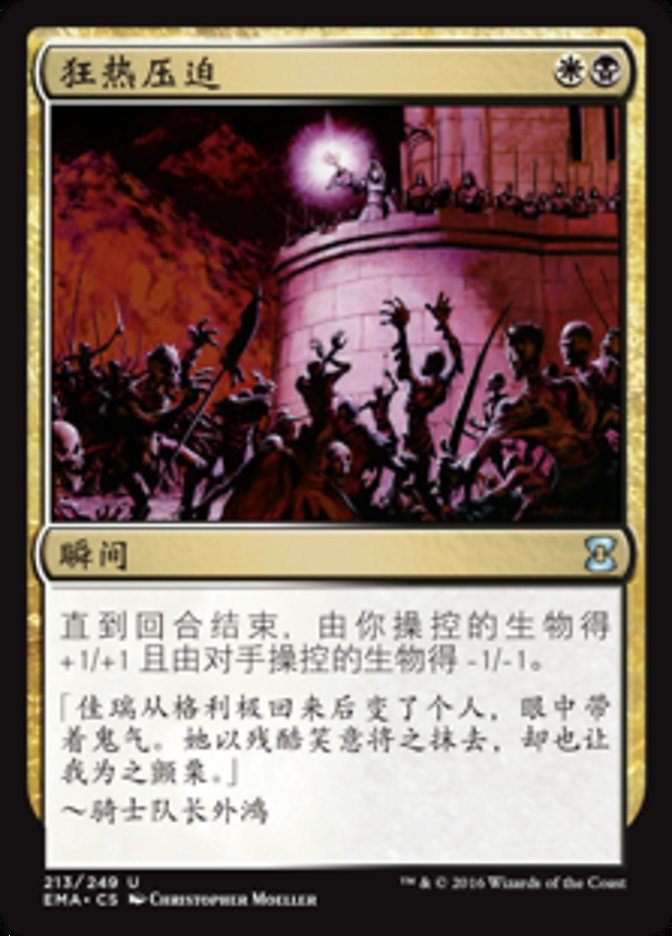 狂热压迫
瞬间
直到回合结束，由你操控的生物得
+1/+1 且由对手操控的生物得 -1/-1。
「佳瑞从格利极回来后变了个人，眼中带
着鬼气。她以残酷笑意将之抹去，却也让
我为之颤栗。」
～骑士队长外鸿
213/249 U
EMA • CS Christopher Moeller
™ & © 2016 Wizards of the Coast